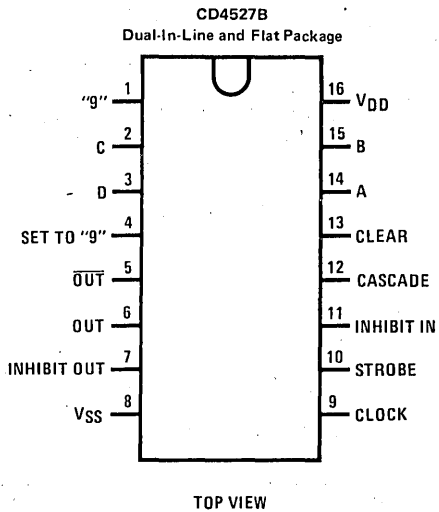 CD4527B
Dual-In-Line and Flat Package
"9" 1
16 VDD
C 2
15 B
D 3
14 A
SET TO "9" 4
13 CLEAR
O̅U̅T̅ 5
12 CASCADE
OUT 6
11 INHIBIT IN
INHIBIT OUT 7
10 STROBE
VSS 8
9 CLOCK
TOP VIEW